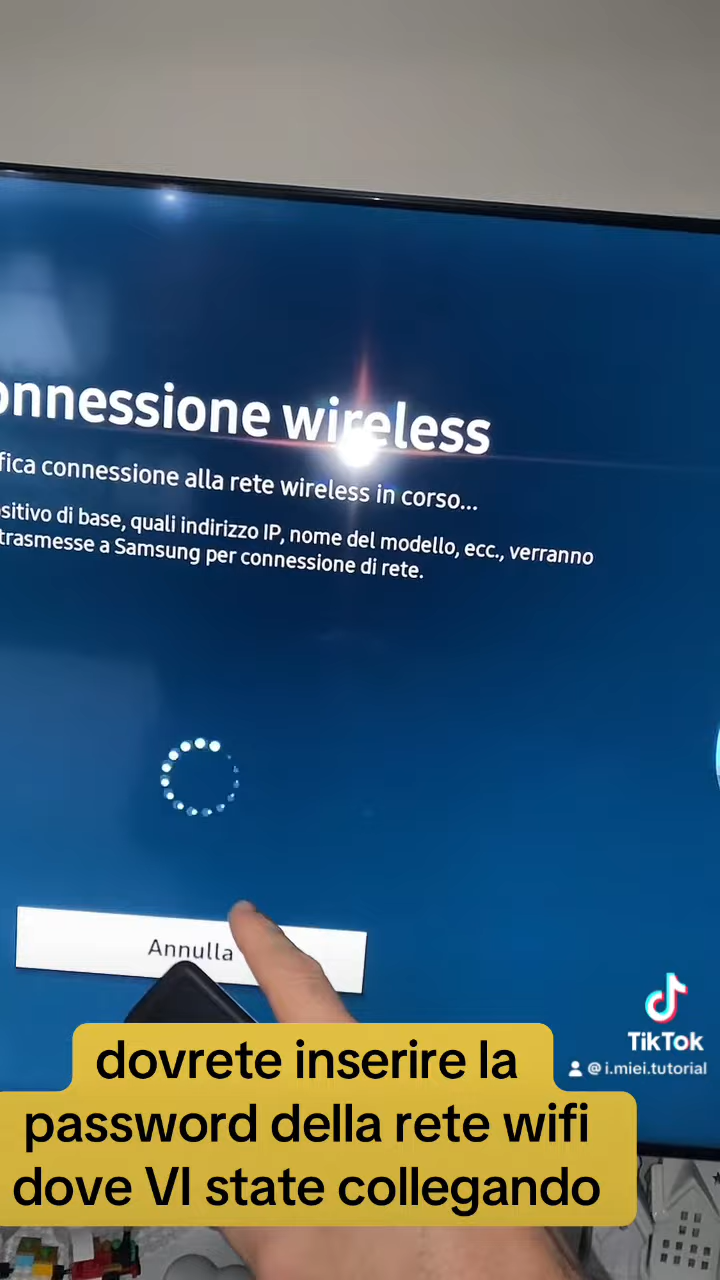 onnessione wireless
fica connessione alla rete wireless in corso...
sitivo di base, quali indirizzo IP, nome del modello, ecc., verranno
trasmesse a Samsung per connessione di rete.
Annulla
TikTok
@i.miei.tutorial
dovrete inserire la
password della rete wifi
dove VI state collegando